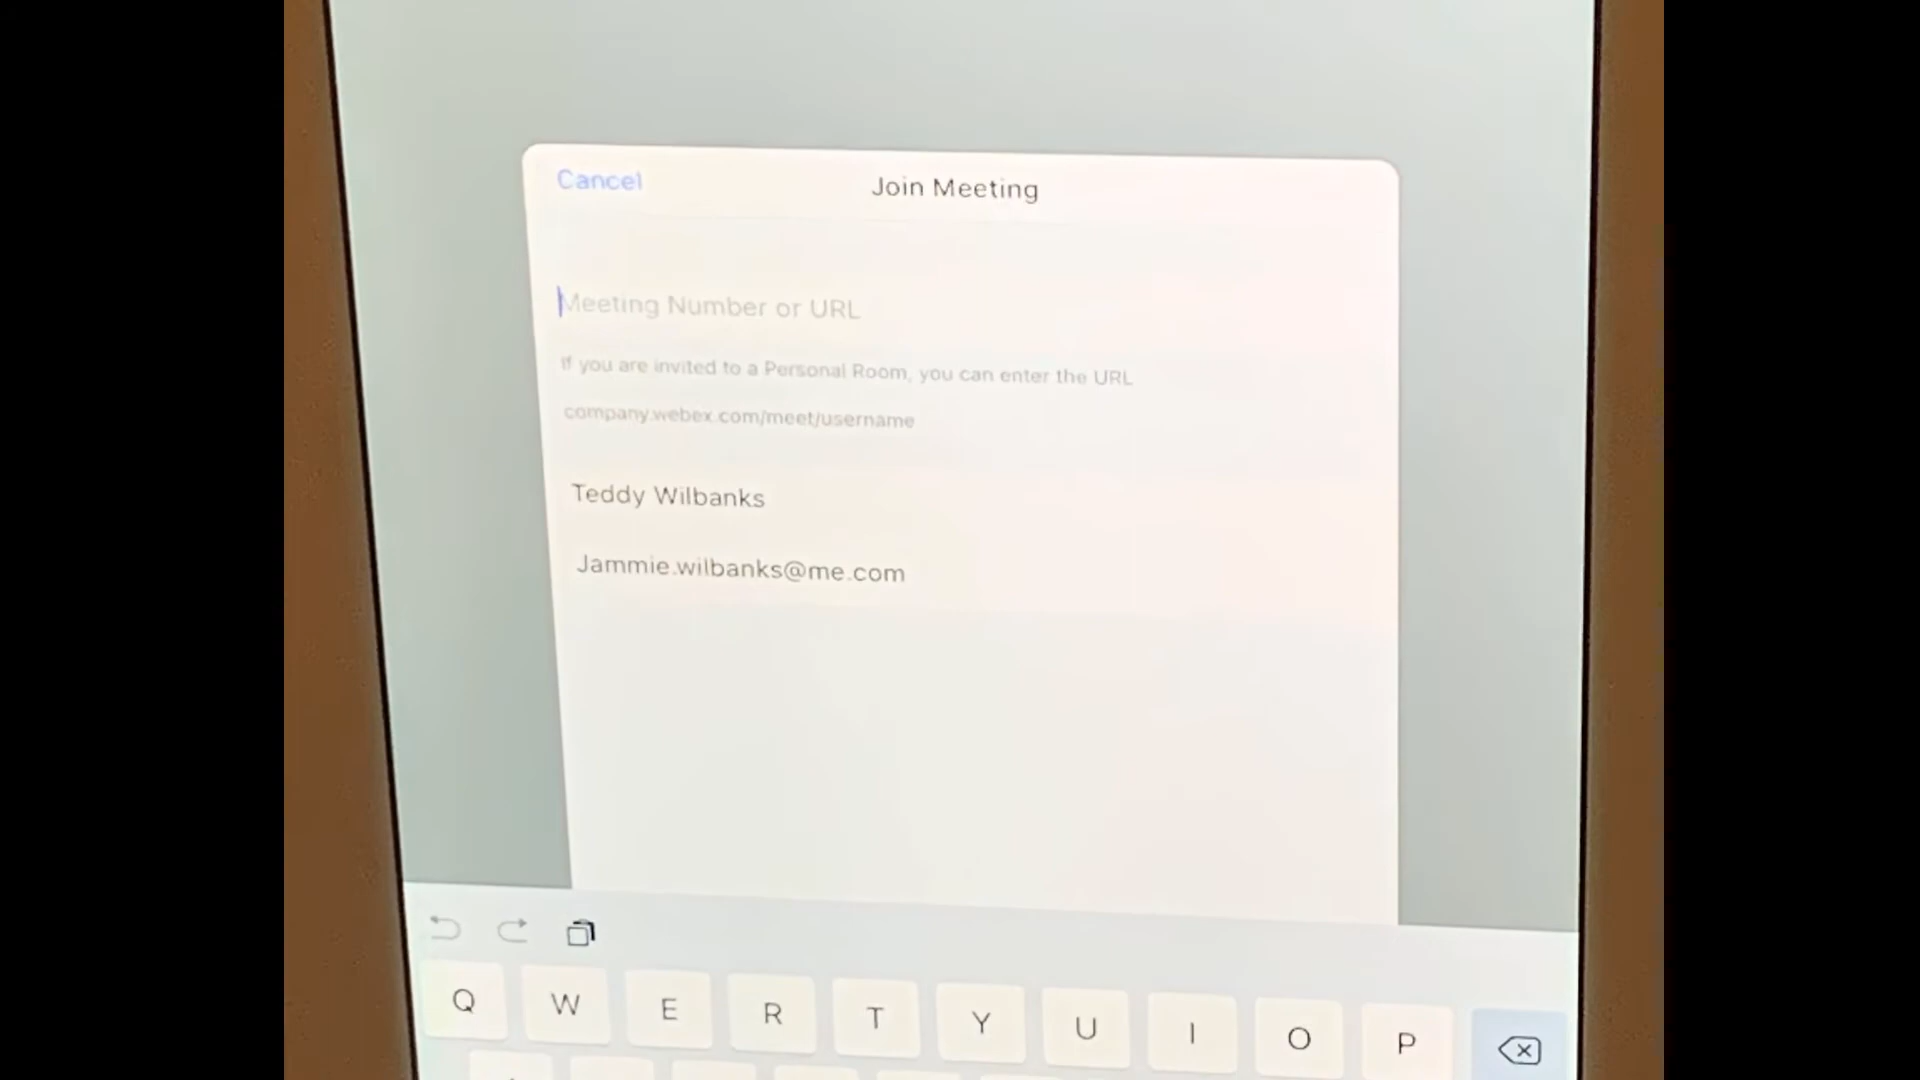 Cancel
Join Meeting
Meeting Number or URL
If you are invited to a Personal Room, you can enter the URL
company.webex.com/meet/username
Teddy Wilbanks
Jammie.wilbanks@me.com
Q W E R T Y U I O P